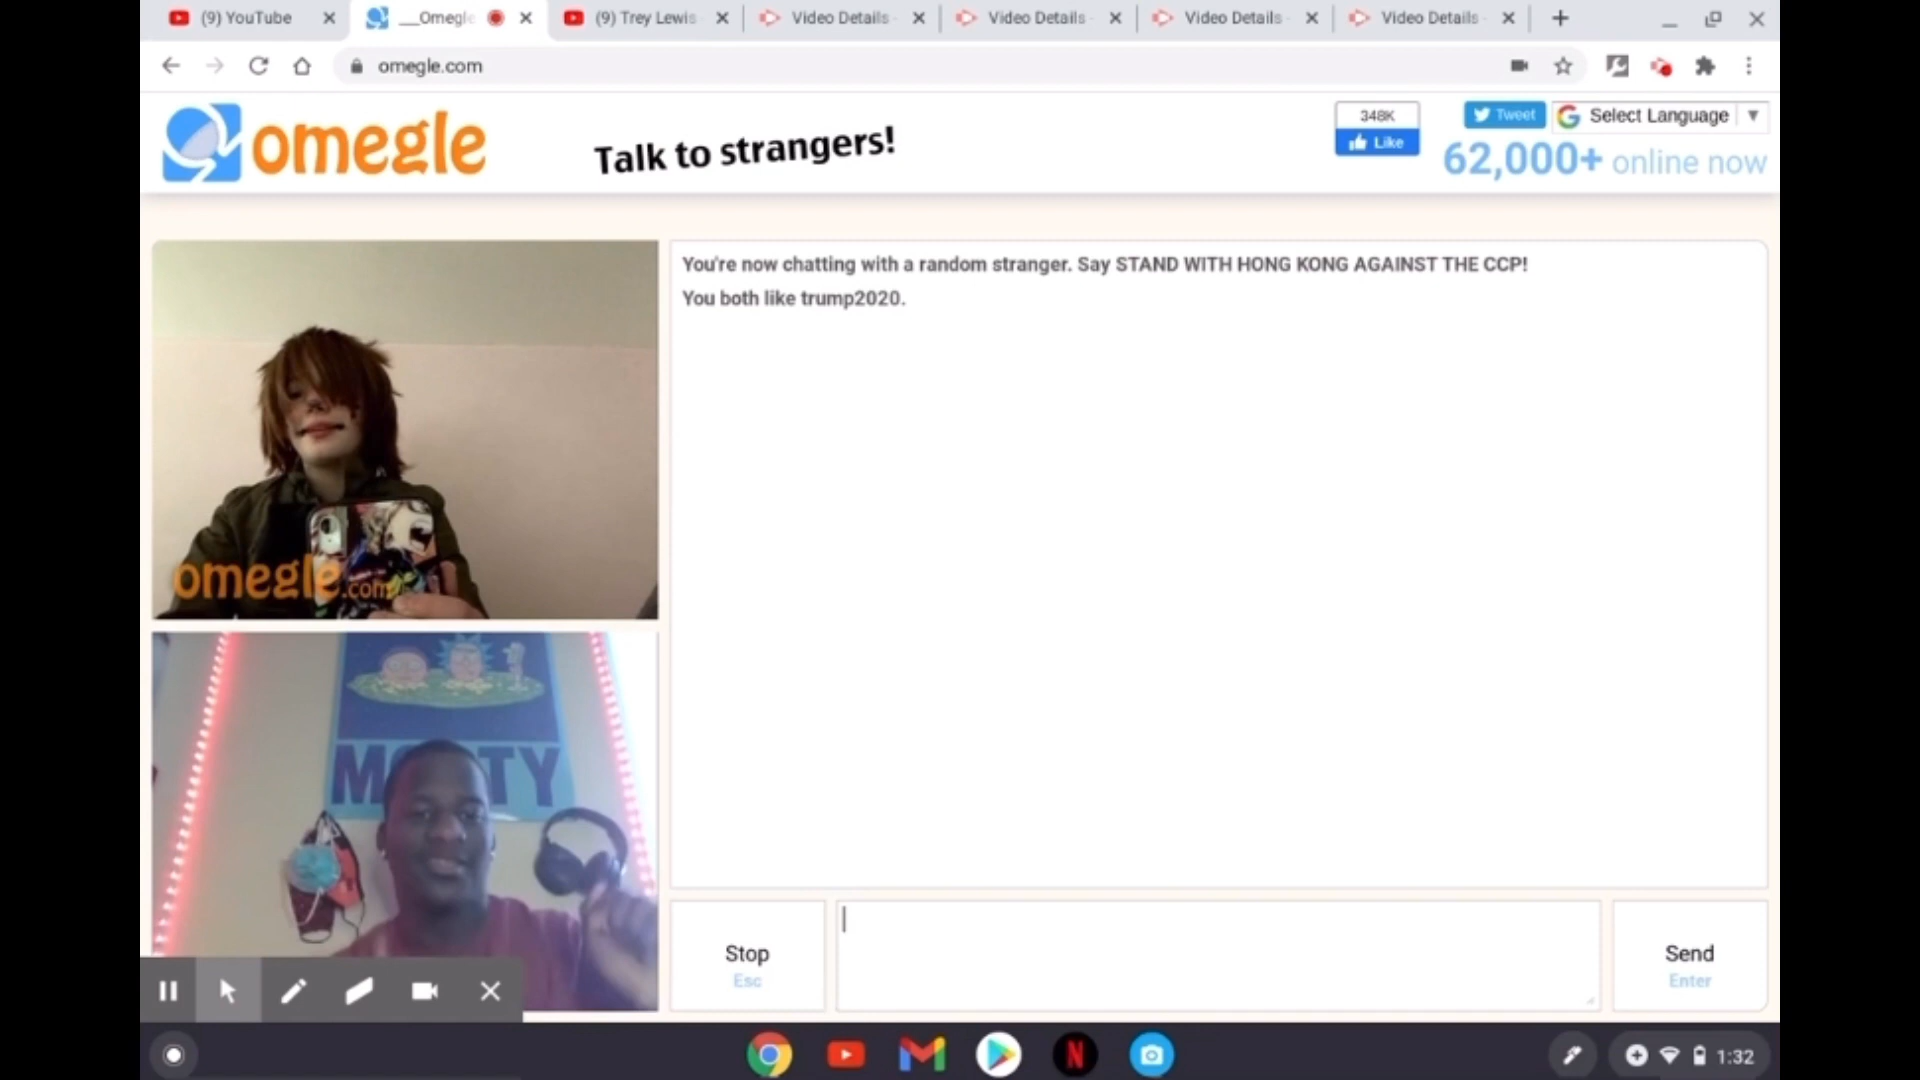 (9) YouTube
__Omegle
(9) Trey Lewis
Video Details -
Video Details -
Video Details -
Video Details -
omegle.com
omegle
Talk to strangers!
348K
Like
Tweet
Select Language
62,000+ online now
You're now chatting with a random stranger. Say STAND WITH HONG KONG AGAINST THE CCP!
You both like trump2020.
omegle.com
M TY
Stop
Esc
Send
Enter
1:32